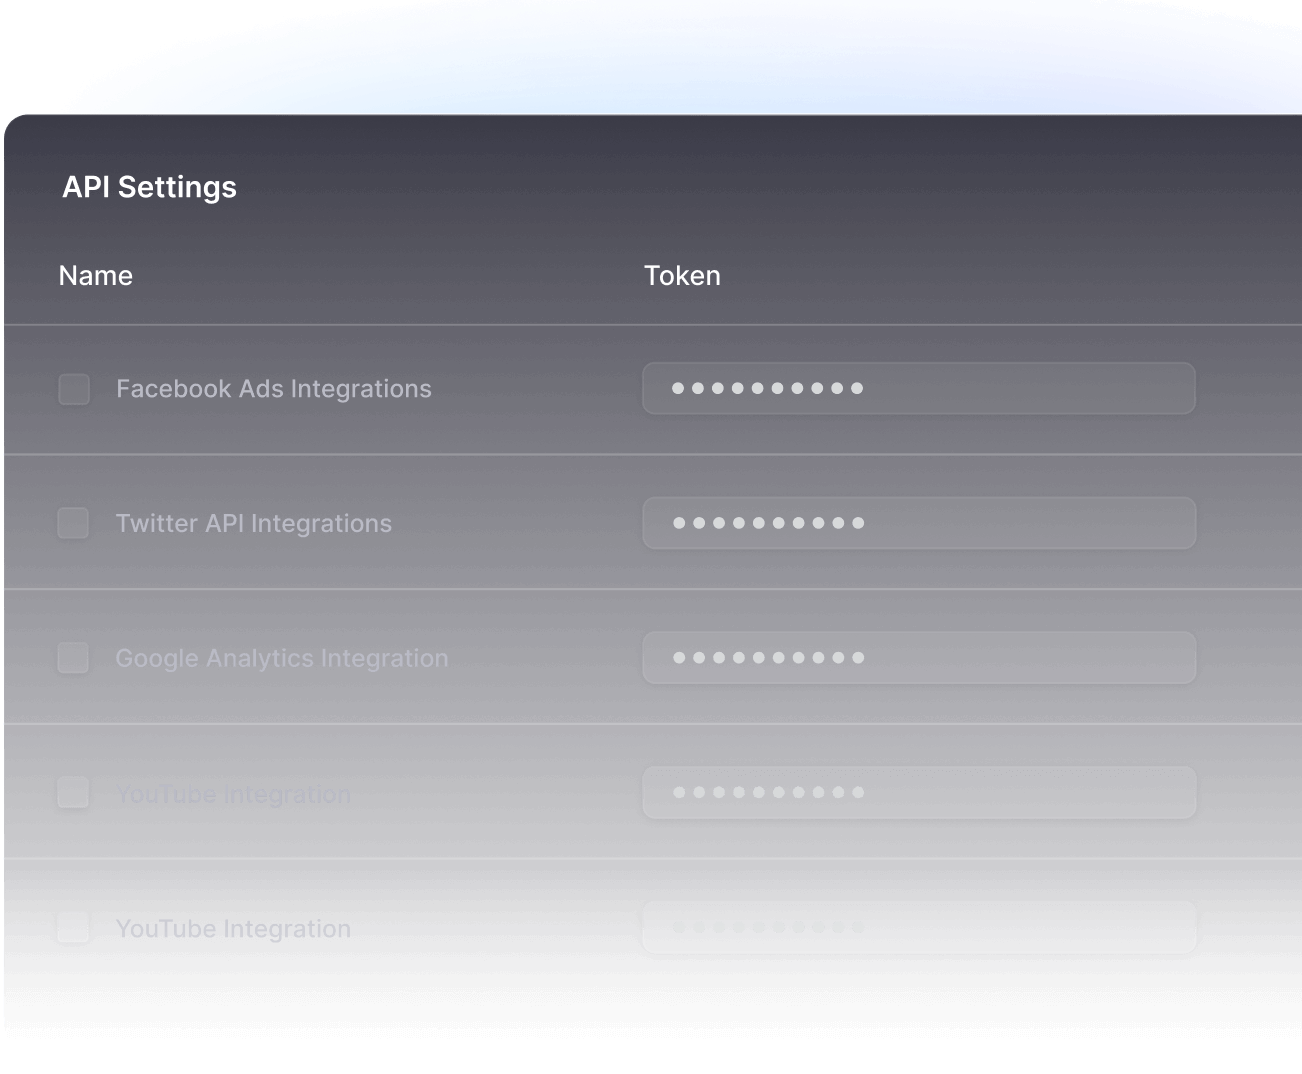 API Settings
Name Token
Facebook Ads Integrations ●●●●●●●●●●
Twitter API Integrations ●●●●●●●●●●
Google Analytics Integration ●●●●●●●●●●
YouTube Integration ●●●●●●●●●●
YouTube Integration ●●●●●●●●●●